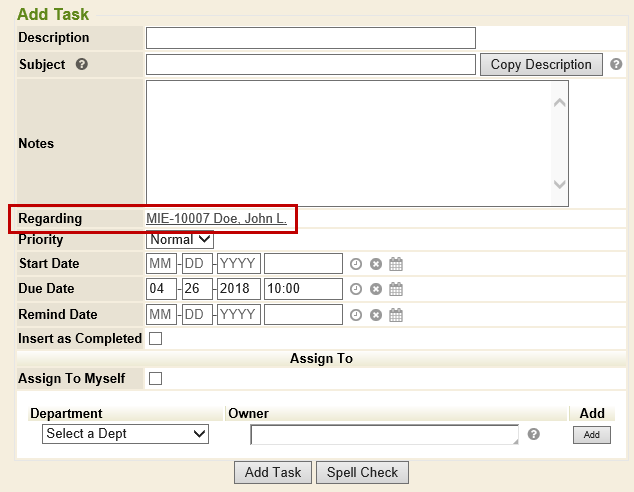 Add Task
Description
Subject ? Copy Description ?
Notes
Regarding MIE-10007 Doe, John L.
Priority Normal
Start Date MM - DD - YYYY
Due Date 04 - 26 - 2018 10:00
Remind Date MM - DD - YYYY
Insert as Completed
Assign To
Assign To Myself
Department Owner Add
Select a Dept ? Add
Add Task Spell Check